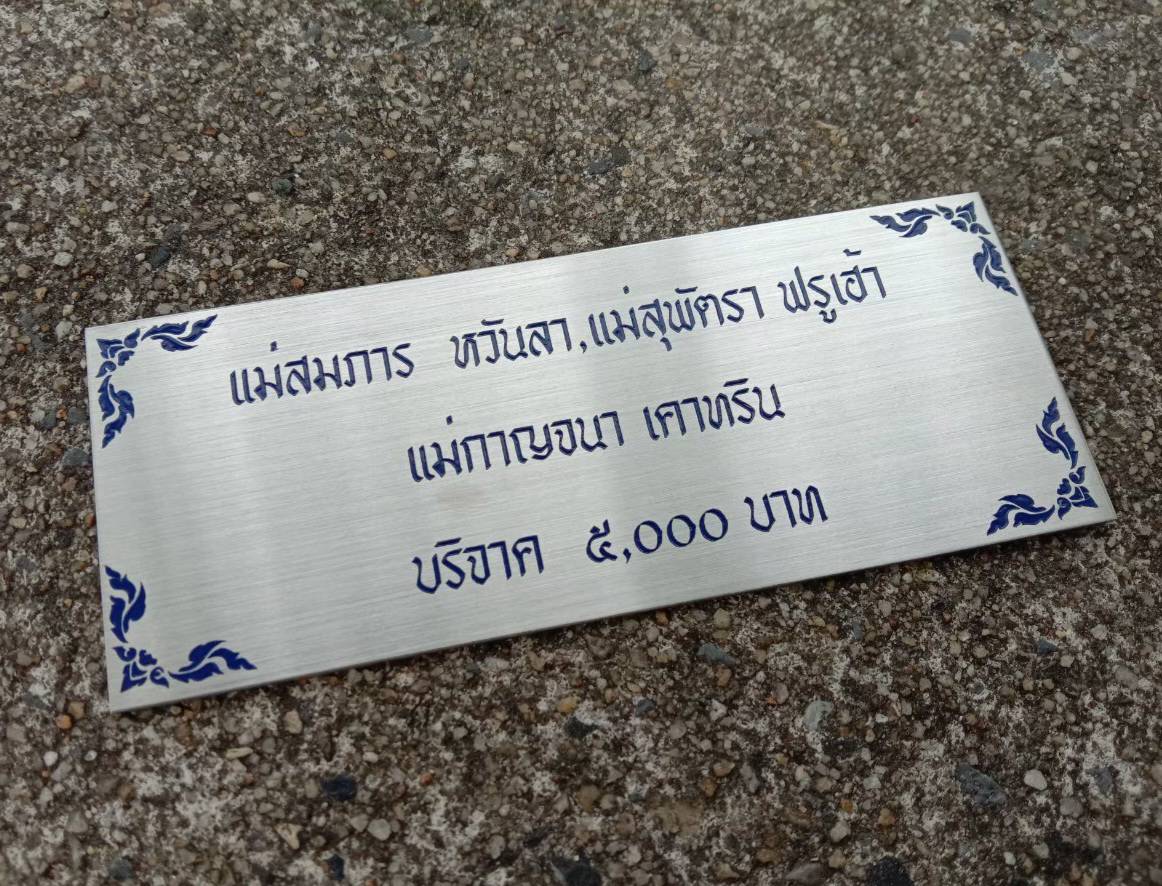 แม่สมภาร หวันลา,แม่สุพัตรา ฟรูเฮ้า
แม่กาญจนา เคาทริน
บริจาค ๕,๐๐๐ บาท